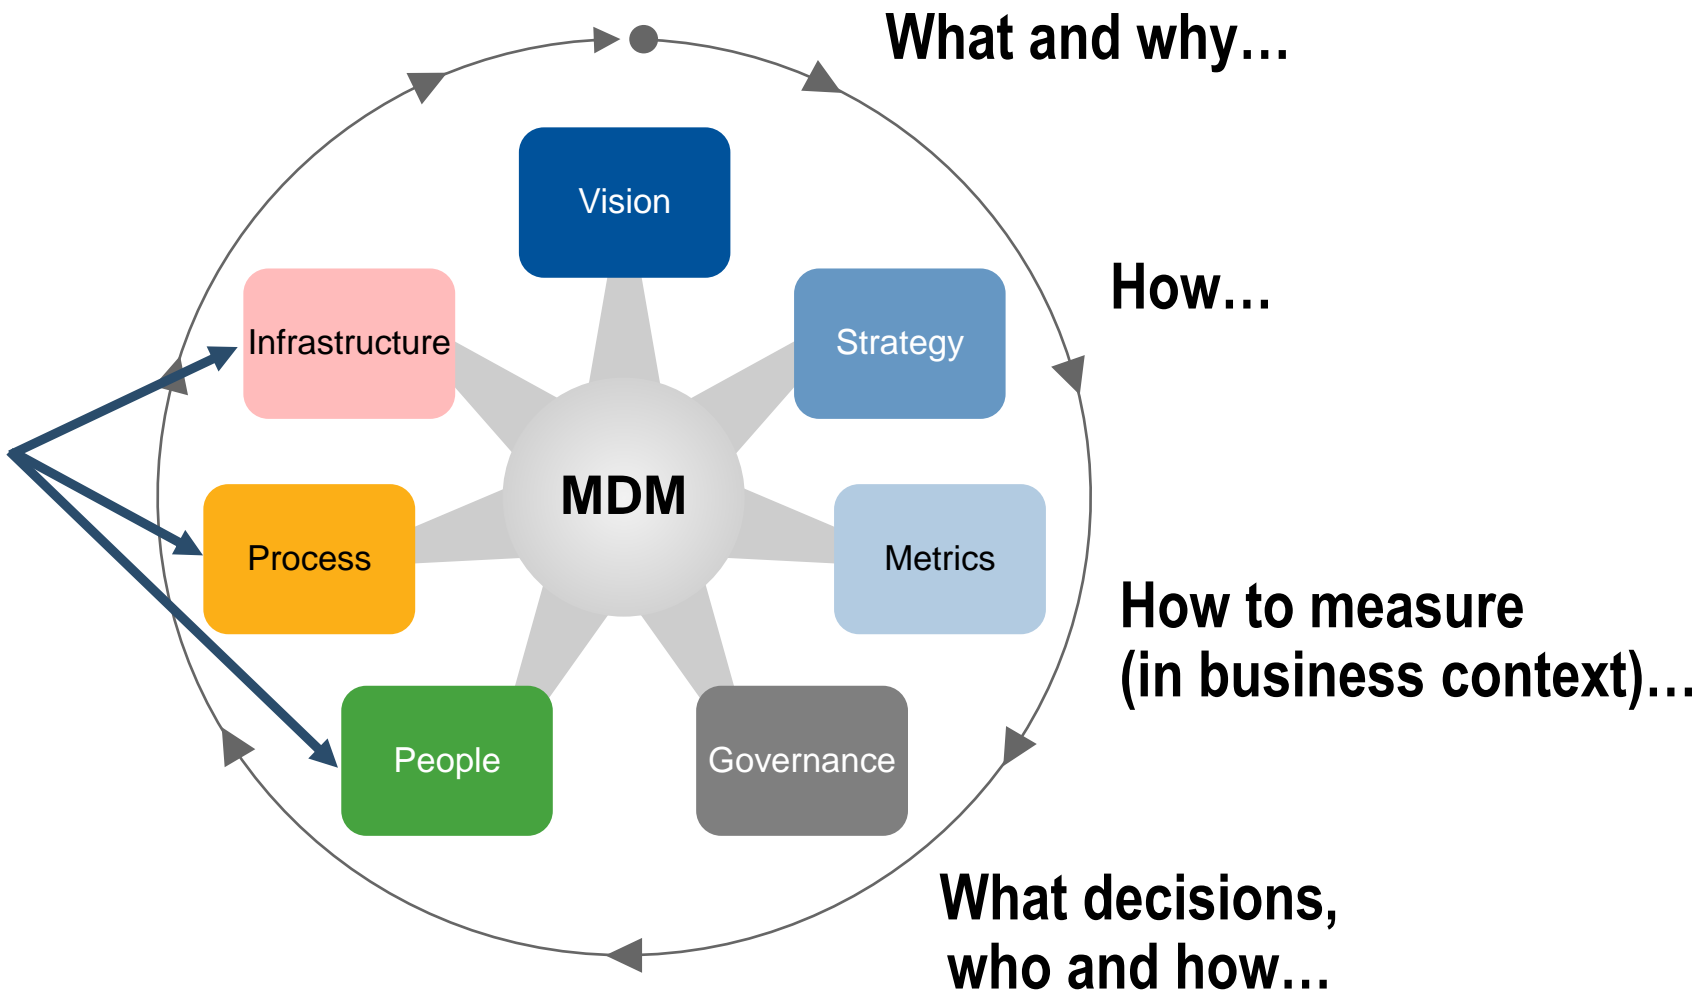 What and why…
Vision
How…
Infrastructure
Strategy
MDM
Process
Metrics
How to measure
(in business context)…
People
Governance
What decisions,
who and how…